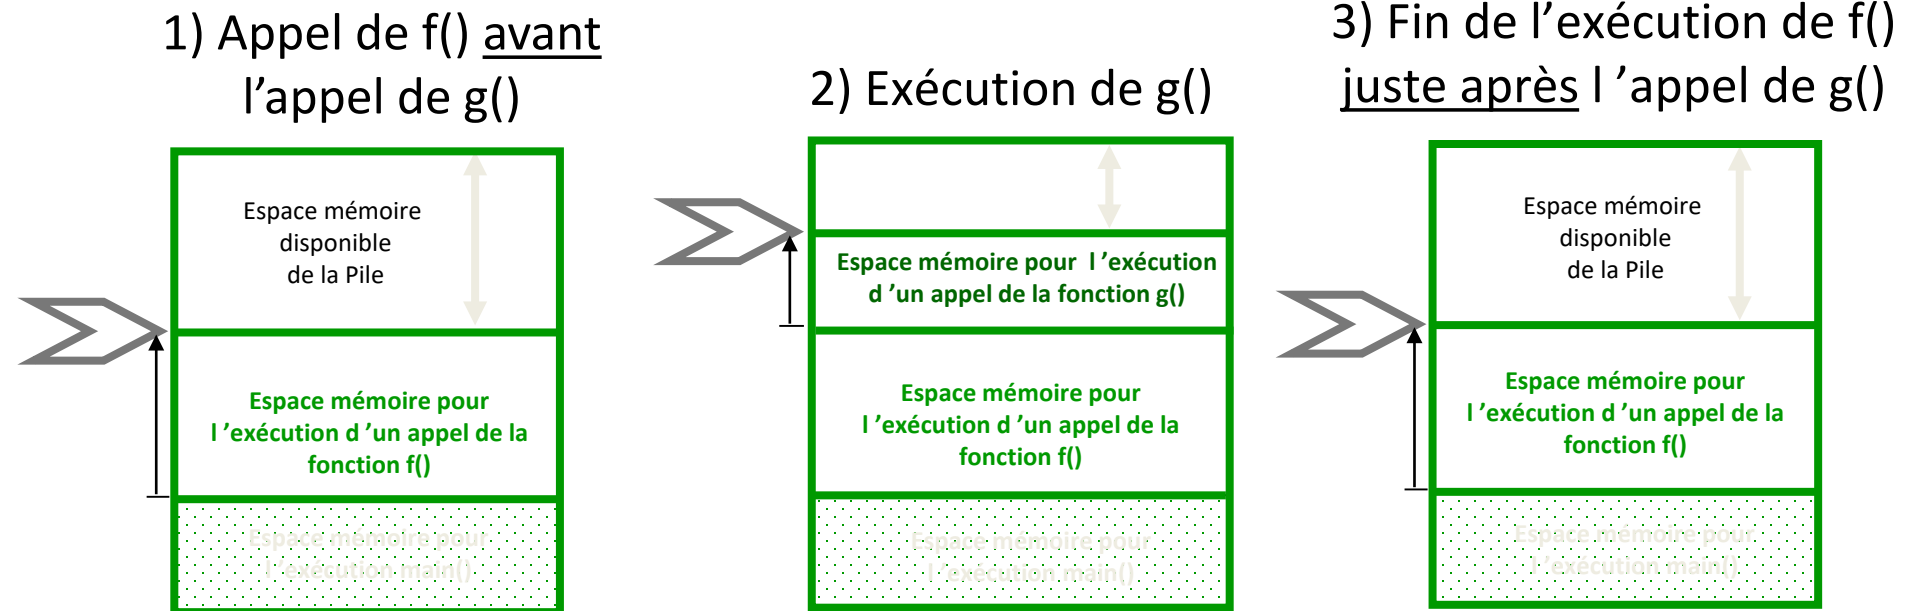 1) Appel de f() avant
l’appel de g()
Espace mémoire
disponible
de la Pile
Espace mémoire pour
l ’exécution d ’un appel de la
fonction f()
Espace mémoire pour
l ’exécution main()
2) Exécution de g()
Espace mémoire pour l ’exécution
d ’un appel de la fonction g()
Espace mémoire pour
l ’exécution d ’un appel de la
fonction f()
Espace mémoire pour
l ’exécution main()
3) Fin de l’exécution de f()
juste après l ’appel de g()
Espace mémoire
disponible
de la Pile
Espace mémoire pour
l ’exécution d ’un appel de la
fonction f()
Espace mémoire pour
l ’exécution main()